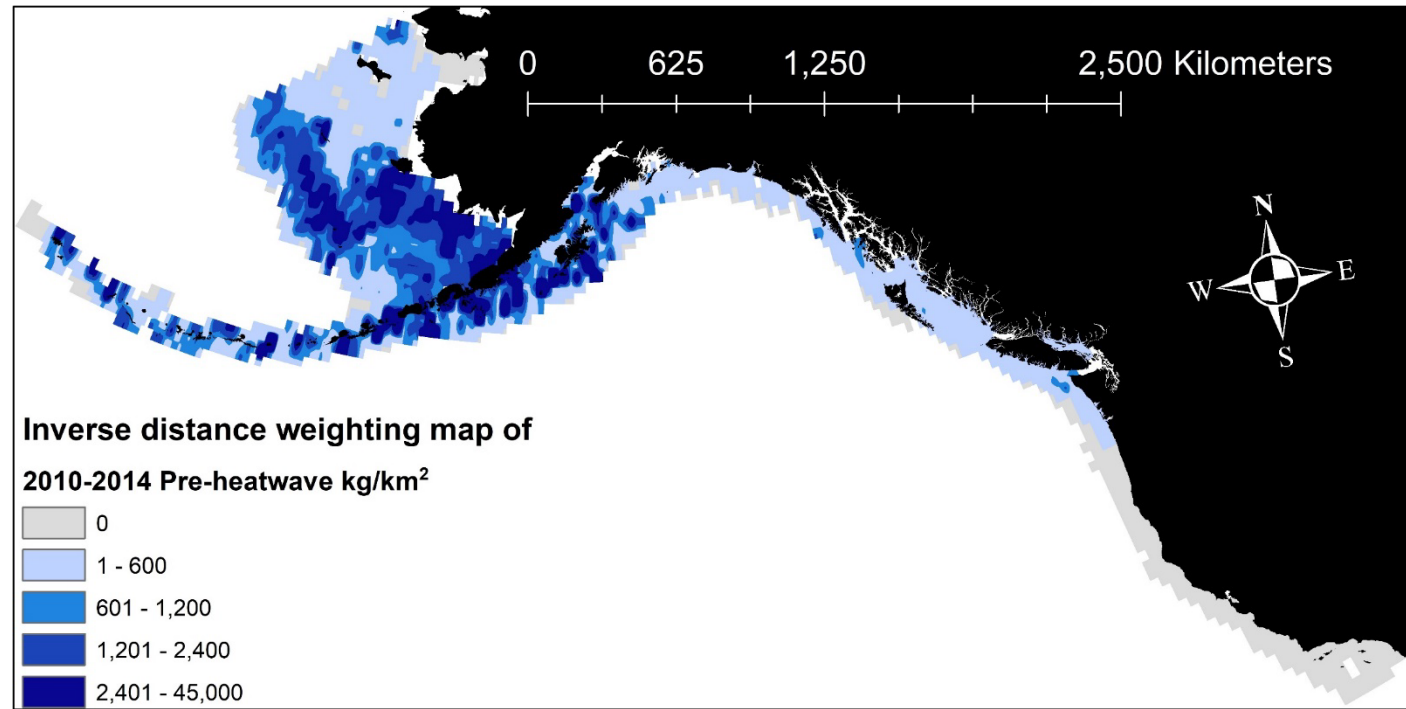 0 625 1,250 2,500 Kilometers
N
W E
S
Inverse distance weighting map of
2010-2014 Pre-heatwave kg/km²
0
1 - 600
601 - 1,200
1,201 - 2,400
2,401 - 45,000